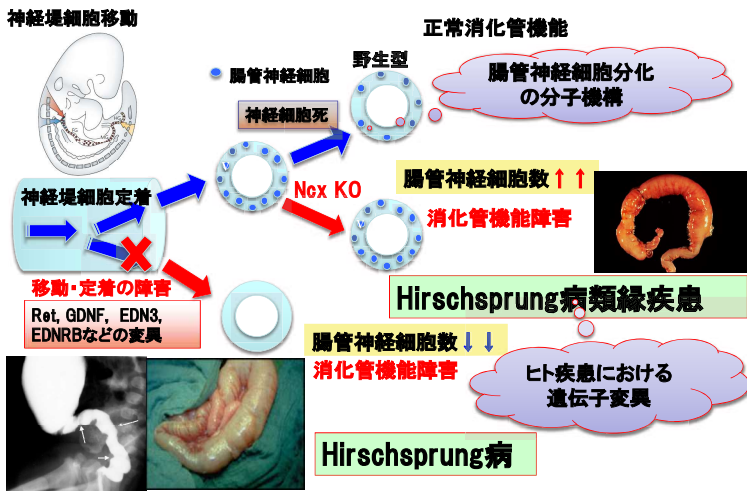 神経堤細胞移動
正常消化管機能
野生型
腸管神経細胞
腸管神経細胞分化
の分子機構
神経細胞死
神経堤細胞定着
Ncx KO
腸管神経細胞数↑↑
消化管機能障害
移動・定着の障害
Ret, GDNF, EDN3,
EDNRBなどの変異
Hirschsprung病類縁疾患
腸管神経細胞数↓↓
消化管機能障害
ヒト疾患における
遺伝子変異
Hirschsprung病